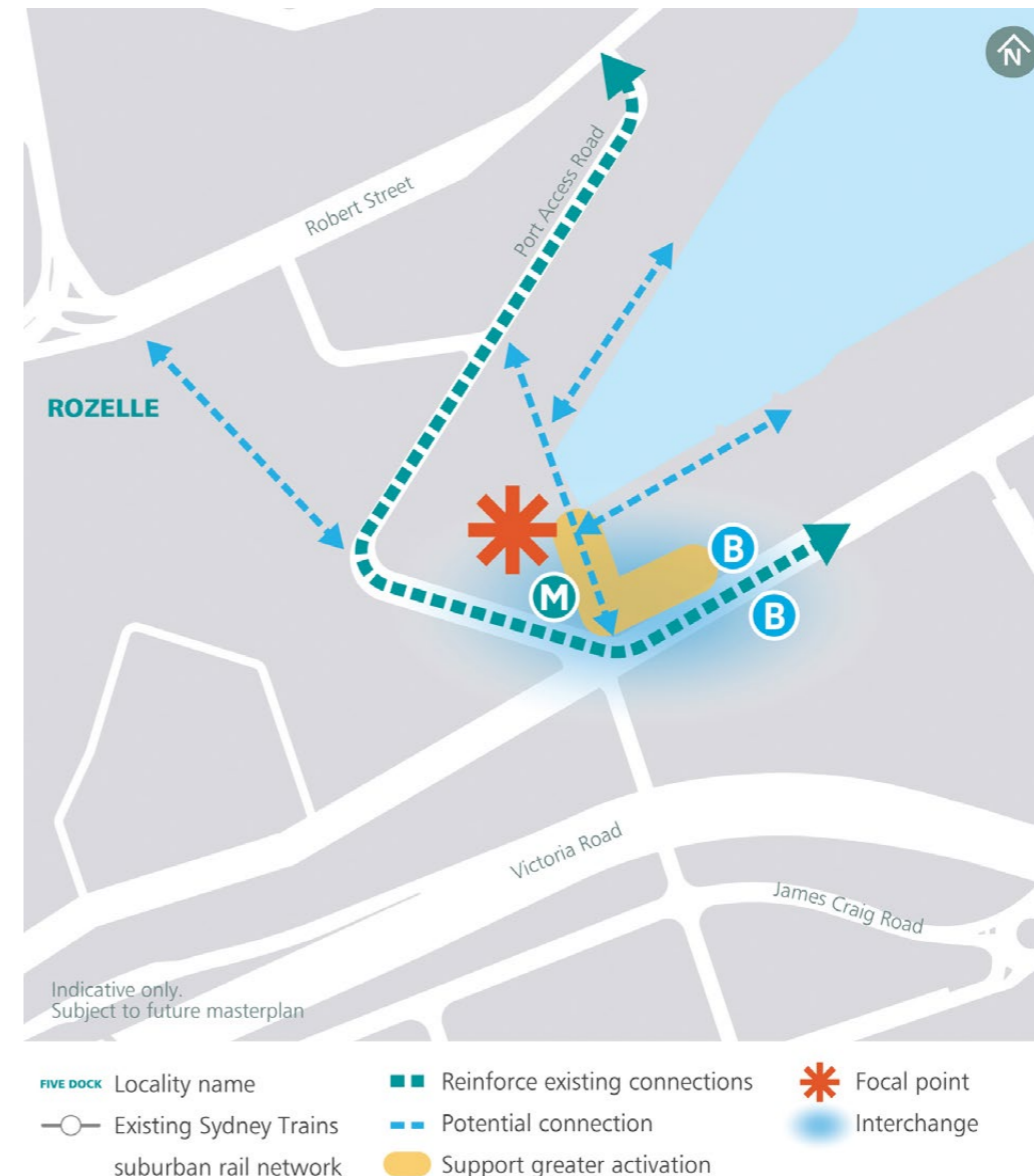 N
Robert Street
Port Access Road
ROZELLE
M
B
B
Victoria Road
James Craig Road
Indicative only.
Subject to future masterplan
FIVE DOCK Locality name
Existing Sydney Trains
suburban rail network
Reinforce existing connections
Potential connection
Support greater activation
Focal point
Interchange